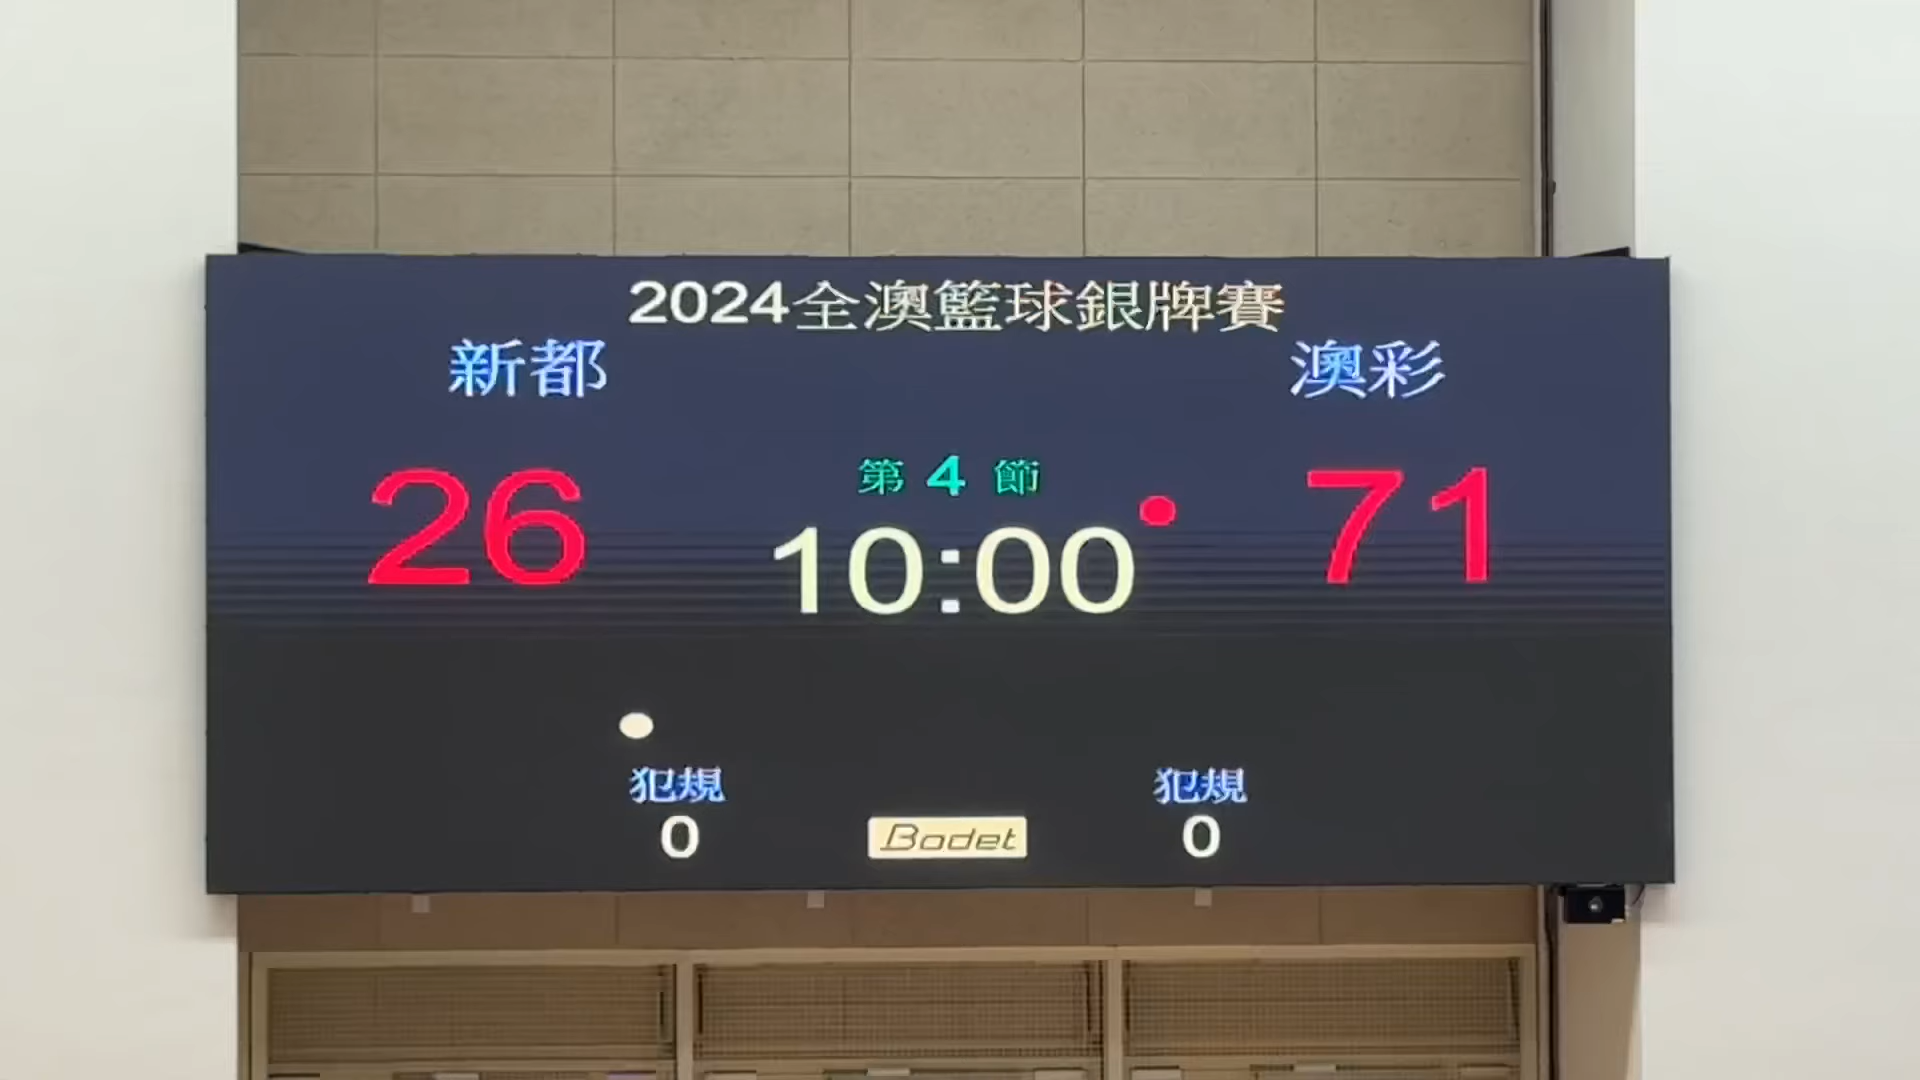 2024全澳籃球銀牌賽
新都 澳彩
第 4 節
26 10:00 71
犯規 犯規
0 Bodet 0